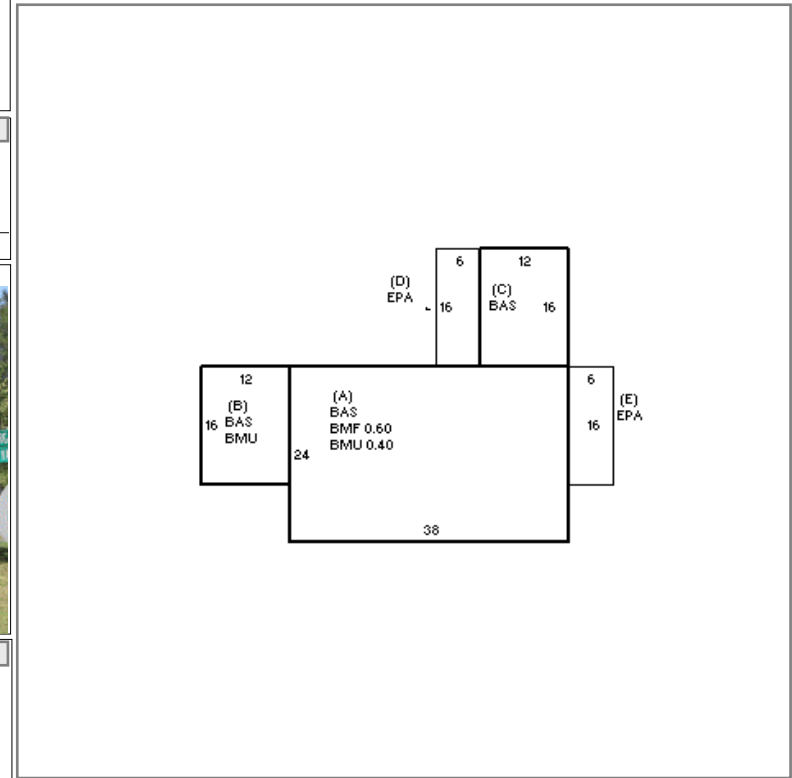 6
12
(D)
EPA
16
(C)
BAS
16
12
(B)
16 BAS
BMU
(A)
BAS
BMF 0.60
BMU 0.40
24
38
6
16
(E)
EPA